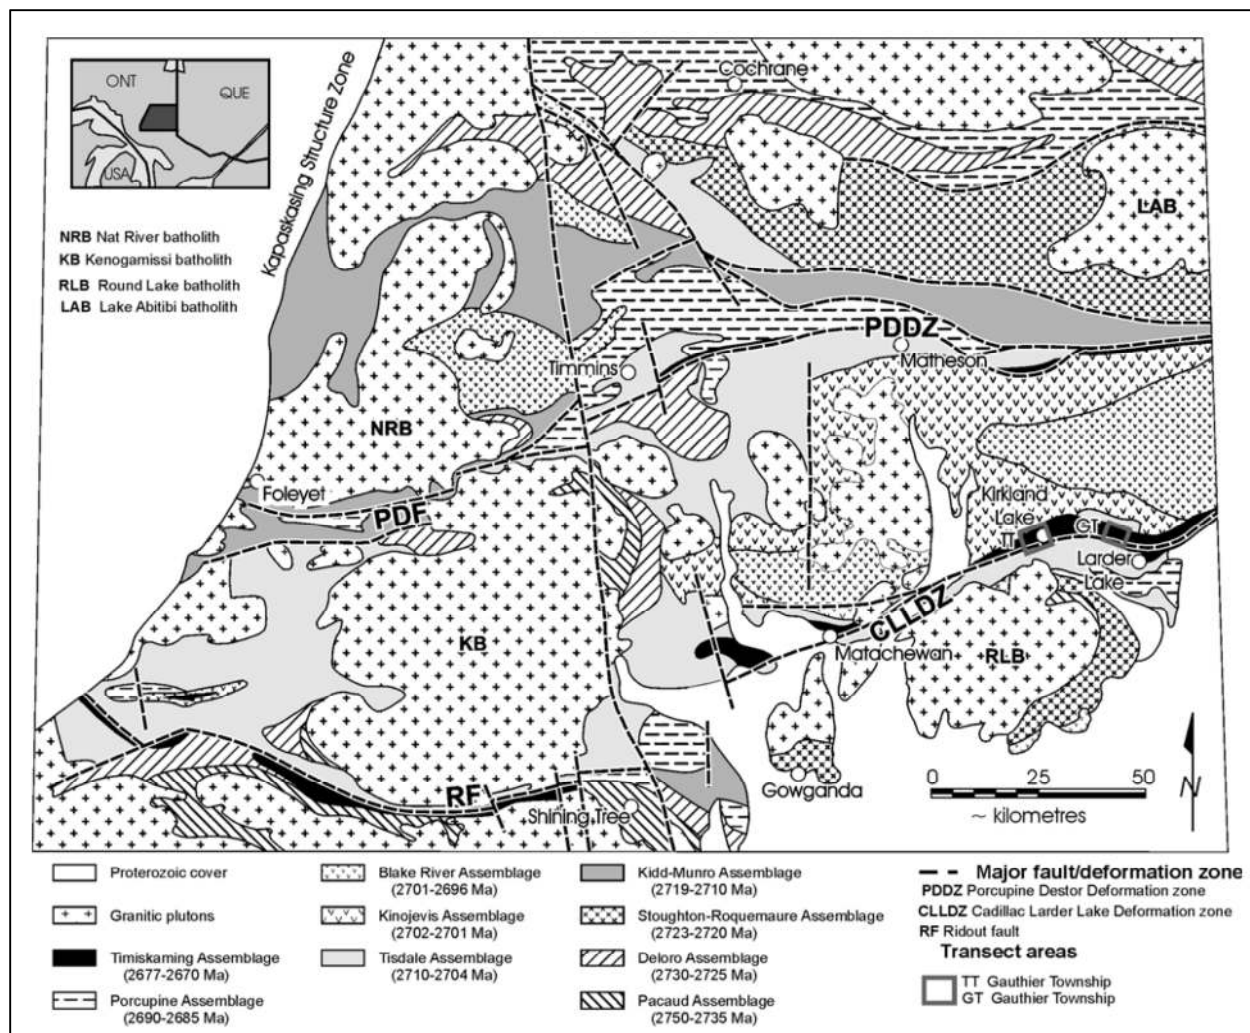 ONT
QUE
USA
Kapaskasing Structure Zone
Cochrane
LAB
NRB Nat River batholith
KB Kenogamissi batholith
RLB Round Lake batholith
LAB Lake Abitibi batholith
PDDZ
Matheson
Timmins
NRB
Foleyet
PDF
Kirkland
Lake
TT
GT
Larder
Lake
CLLDZ
KB
Matachewan
RLB
Gowganda
RF
Shining Tree
0 25 50
~ kilometres
N
Proterozoic cover
Granitic plutons
Timiskaming Assemblage
(2677-2670 Ma)
Porcupine Assemblage
(2690-2685 Ma)
Blake River Assemblage
(2701-2696 Ma)
Kinojevis Assemblage
(2702-2701 Ma)
Tisdale Assemblage
(2710-2704 Ma)
Kidd-Munro Assemblage
(2719-2710 Ma)
Stoughton-Roquemaure Assemblage
(2723-2720 Ma)
Deloro Assemblage
(2730-2725 Ma)
Pacaud Assemblage
(2750-2735 Ma)
Major fault/deformation zone
PDDZ Porcupine Destor Deformation zone
CLLDZ Cadillac Larder Lake Deformation zone
RF Ridout fault
Transect areas
TT Gauthier Township
GT Gauthier Township